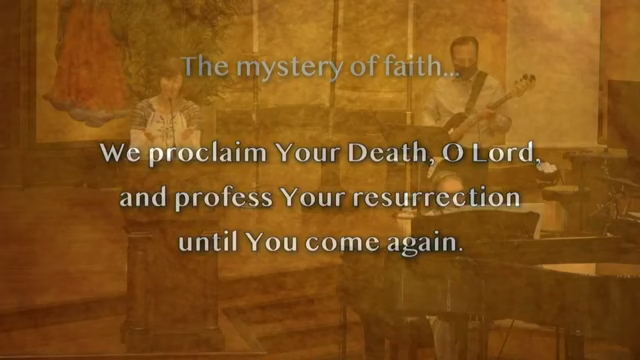 The mystery of faith...
We proclaim Your Death, O Lord,
and profess Your resurrection
until You come again.